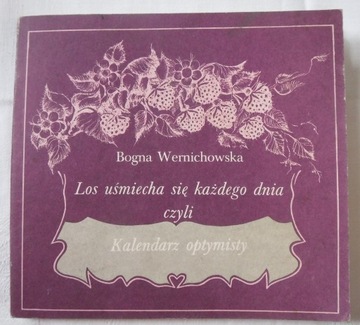 Bogna Wernichowska
Los uśmiecha się każdego dnia
czyli
Kalendarz optymisty